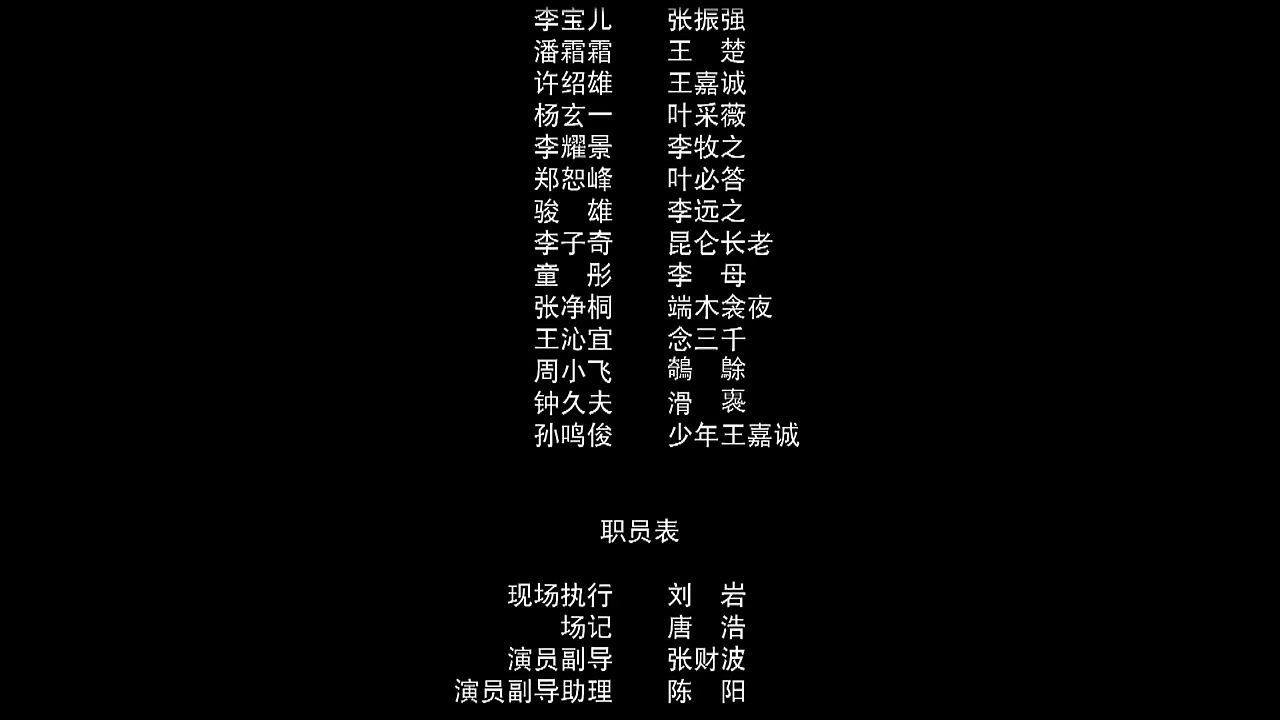 李宝儿 张振强
潘霜霜 王 楚
许绍雄 王嘉诚
杨玄一 叶采薇
李耀景 李牧之
郑恕峰 叶必答
骏 雄 李远之
李子奇 昆仑长老
童 彤 李 母
张净桐 端木衾夜
王沁宜 念三千
周小飞 鵸 鵌
钟久夫 滑 褢
孙鸣俊 少年王嘉诚
职员表
现场执行 刘 岩
场记 唐 浩
演员副导 张财波
演员副导助理 陈 阳